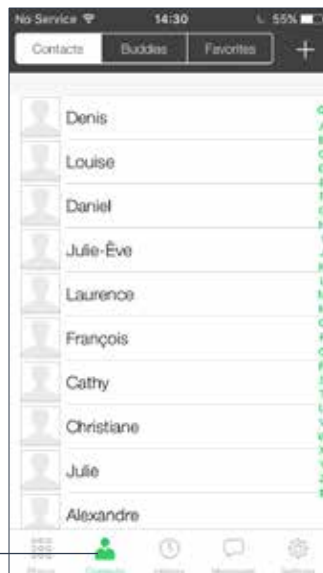 No Service 14:30 55%
Contacts Buddies Favorites +
Denis
Louise
Daniel
Julie-Ève
Laurence
François
Cathy
Christiane
Julie
Alexandre
Contacts